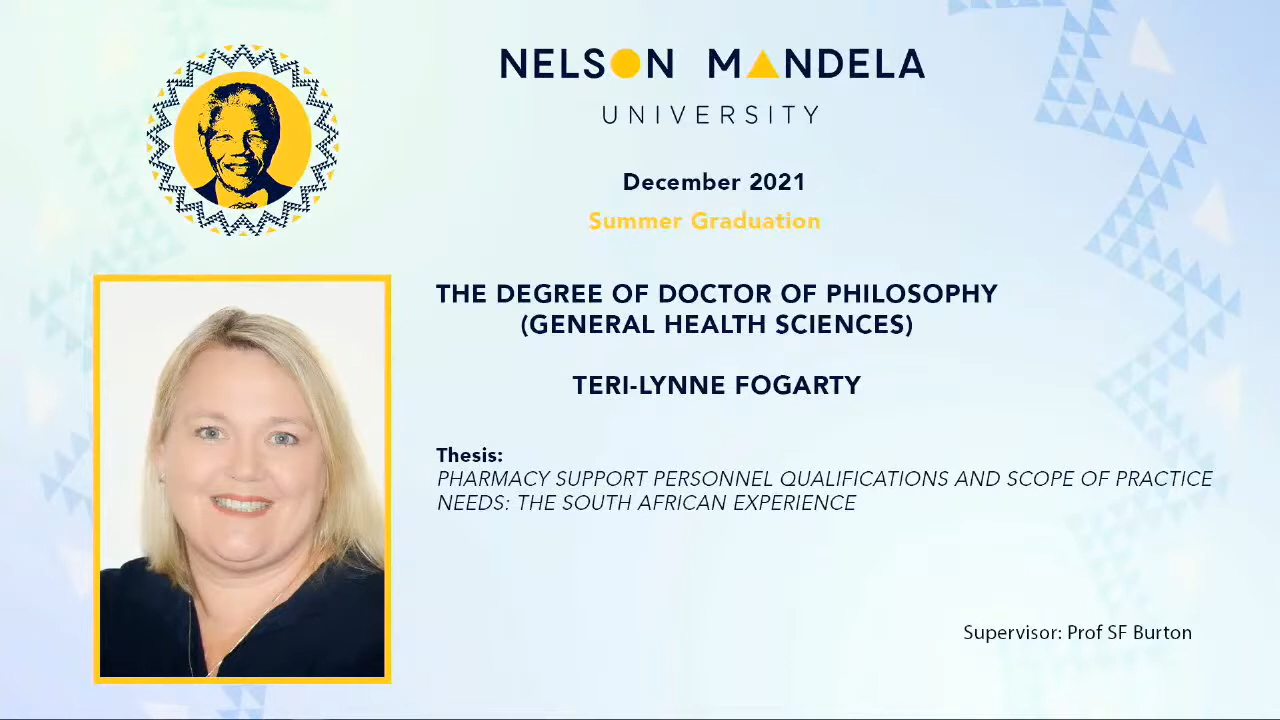 NELSON MANDELA
UNIVERSITY
December 2021
Summer Graduation
THE DEGREE OF DOCTOR OF PHILOSOPHY
(GENERAL HEALTH SCIENCES)
TERI-LYNNE FOGARTY
Thesis:
PHARMACY SUPPORT PERSONNEL QUALIFICATIONS AND SCOPE OF PRACTICE
NEEDS: THE SOUTH AFRICAN EXPERIENCE
Supervisor: Prof SF Burton